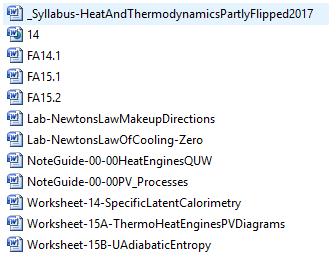 _Syllabus-HeatAndThermodynamicsPartlyFlipped2017
14
FA14.1
FA15.1
FA15.2
Lab-NewtonsLawMakeupDirections
Lab-NewtonsLawOfCooling-Zero
NoteGuide-00-00HeatEnginesQUW
NoteGuide-00-00PV_Processes
Worksheet-14-SpecificLatentCalorimetry
Worksheet-15A-ThermoHeatEnginesPVDiagrams
Worksheet-15B-UAdiabaticEntropy